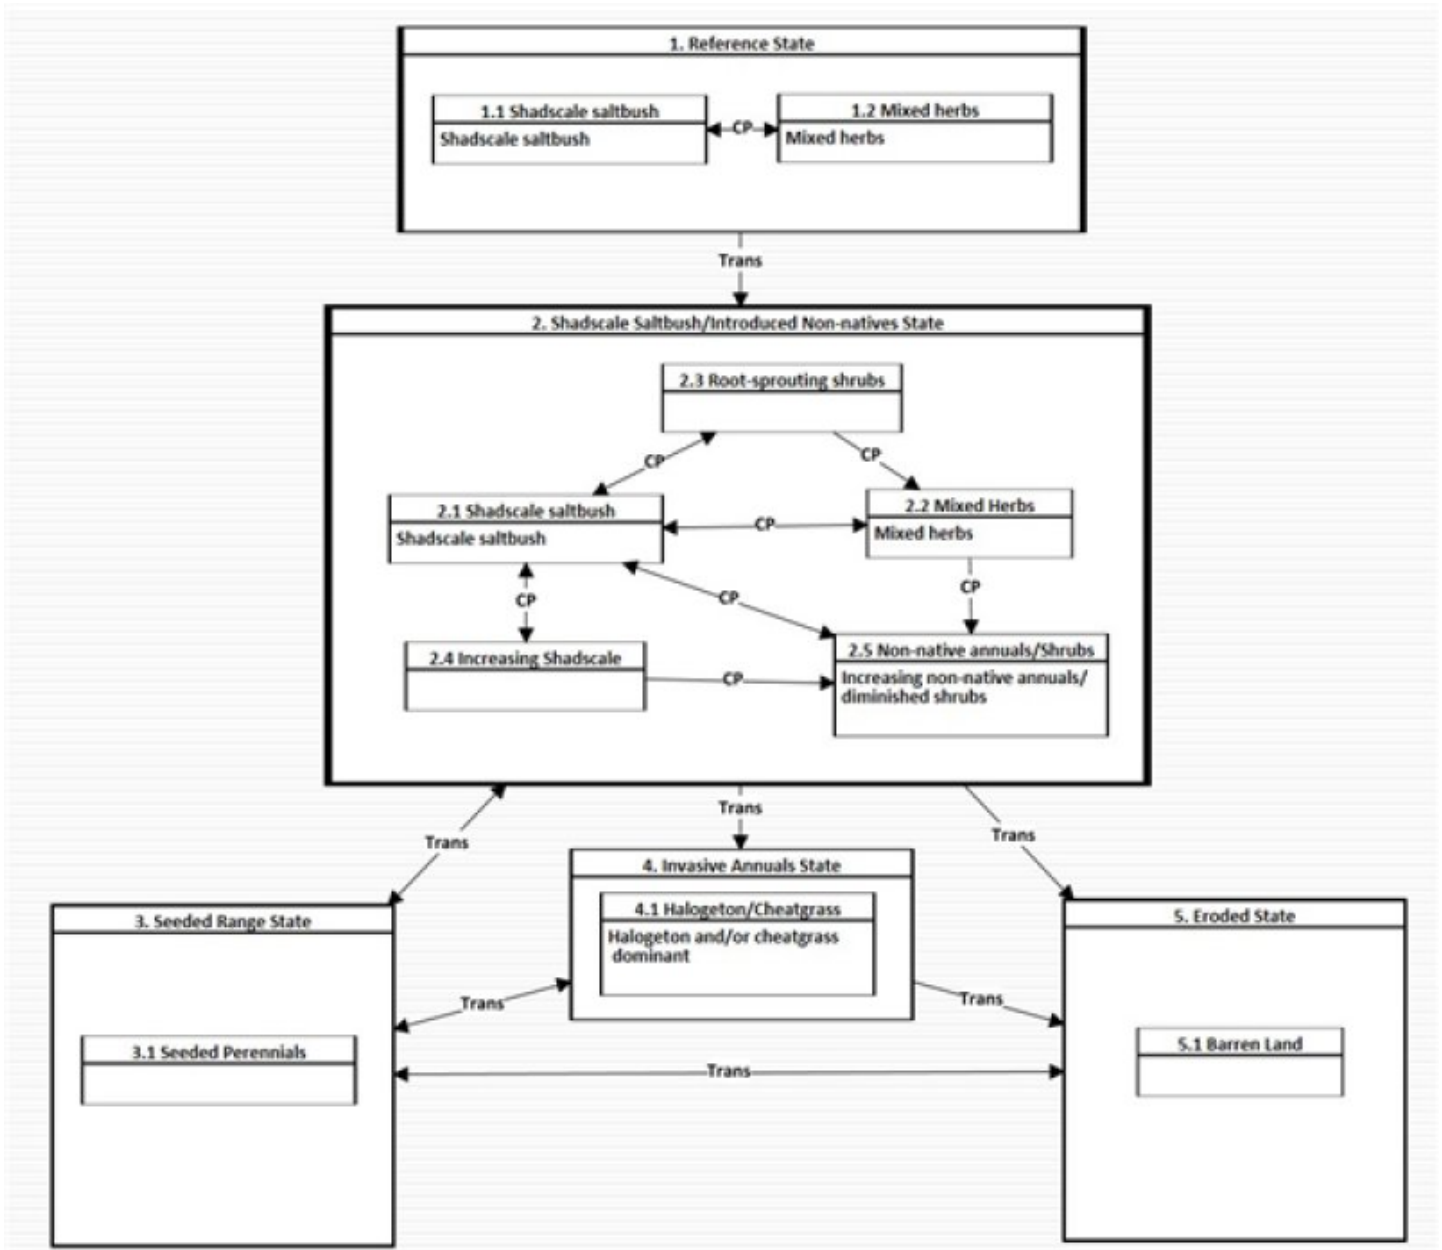 1. Reference State
1.1 Shadscale saltbush
Shadscale saltbush
CP
1.2 Mixed herbs
Mixed herbs
Trans
2. Shadscale Saltbush/Introduced Non-natives State
2.3 Root-sprouting shrubs
CP
CP
2.1 Shadscale saltbush
Shadscale saltbush
CP
2.2 Mixed Herbs
Mixed herbs
CP
CP
CP
2.4 Increasing Shadscale
CP
2.5 Non-native annuals/Shrubs
Increasing non-native annuals/
diminished shrubs
Trans
Trans
Trans
3. Seeded Range State
4. Invasive Annuals State
4.1 Halogeton/Cheatgrass
Halogeton and/or cheatgrass
dominant
5. Eroded State
Trans
Trans
3.1 Seeded Perennials
Trans
5.1 Barren Land